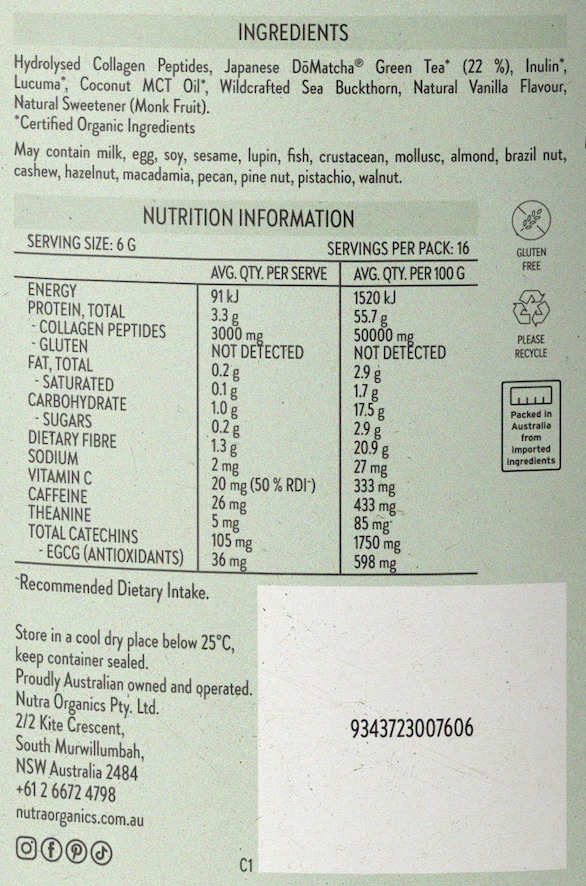 INGREDIENTS
Hydrolysed Collagen Peptides, Japanese DōMatcha® Green Tea* (22 %), Inulin*,
Lucuma*, Coconut MCT Oil*, Wildcrafted Sea Buckthorn, Natural Vanilla Flavour,
Natural Sweetener (Monk Fruit).
*Certified Organic Ingredients
May contain milk, egg, soy, sesame, lupin, fish, crustacean, mollusc, almond, brazil nut,
cashew, hazelnut, macadamia, pecan, pine nut, pistachio, walnut.
NUTRITION INFORMATION
SERVING SIZE: 6 G SERVINGS PER PACK: 16
AVG. QTY. PER SERVE AVG. QTY. PER 100 G
ENERGY 91 kJ 1520 kJ
PROTEIN, TOTAL 3.3 g 55.7 g
- COLLAGEN PEPTIDES 3000 mg 50000 mg
- GLUTEN NOT DETECTED NOT DETECTED
FAT, TOTAL 0.2 g 2.9 g
- SATURATED 0.1 g 1.7 g
CARBOHYDRATE 1.0 g 17.5 g
- SUGARS 0.2 g 2.9 g
DIETARY FIBRE 1.3 g 20.9 g
SODIUM 2 mg 27 mg
VITAMIN C 20 mg (50 % RDI~) 333 mg
CAFFEINE 26 mg 433 mg
THEANINE 5 mg 85 mg
TOTAL CATECHINS 105 mg 1750 mg
- EGCG (ANTIOXIDANTS) 36 mg 598 mg
~Recommended Dietary Intake.
GLUTEN
FREE
PLEASE
RECYCLE
Packed in
Australia
from
imported
ingredients
Store in a cool dry place below 25°C,
keep container sealed.
Proudly Australian owned and operated.
Nutra Organics Pty. Ltd.
2/2 Kite Crescent,
South Murwillumbah,
NSW Australia 2484
+61 2 6672 4798
nutraorganics.com.au
C1
9343723007606